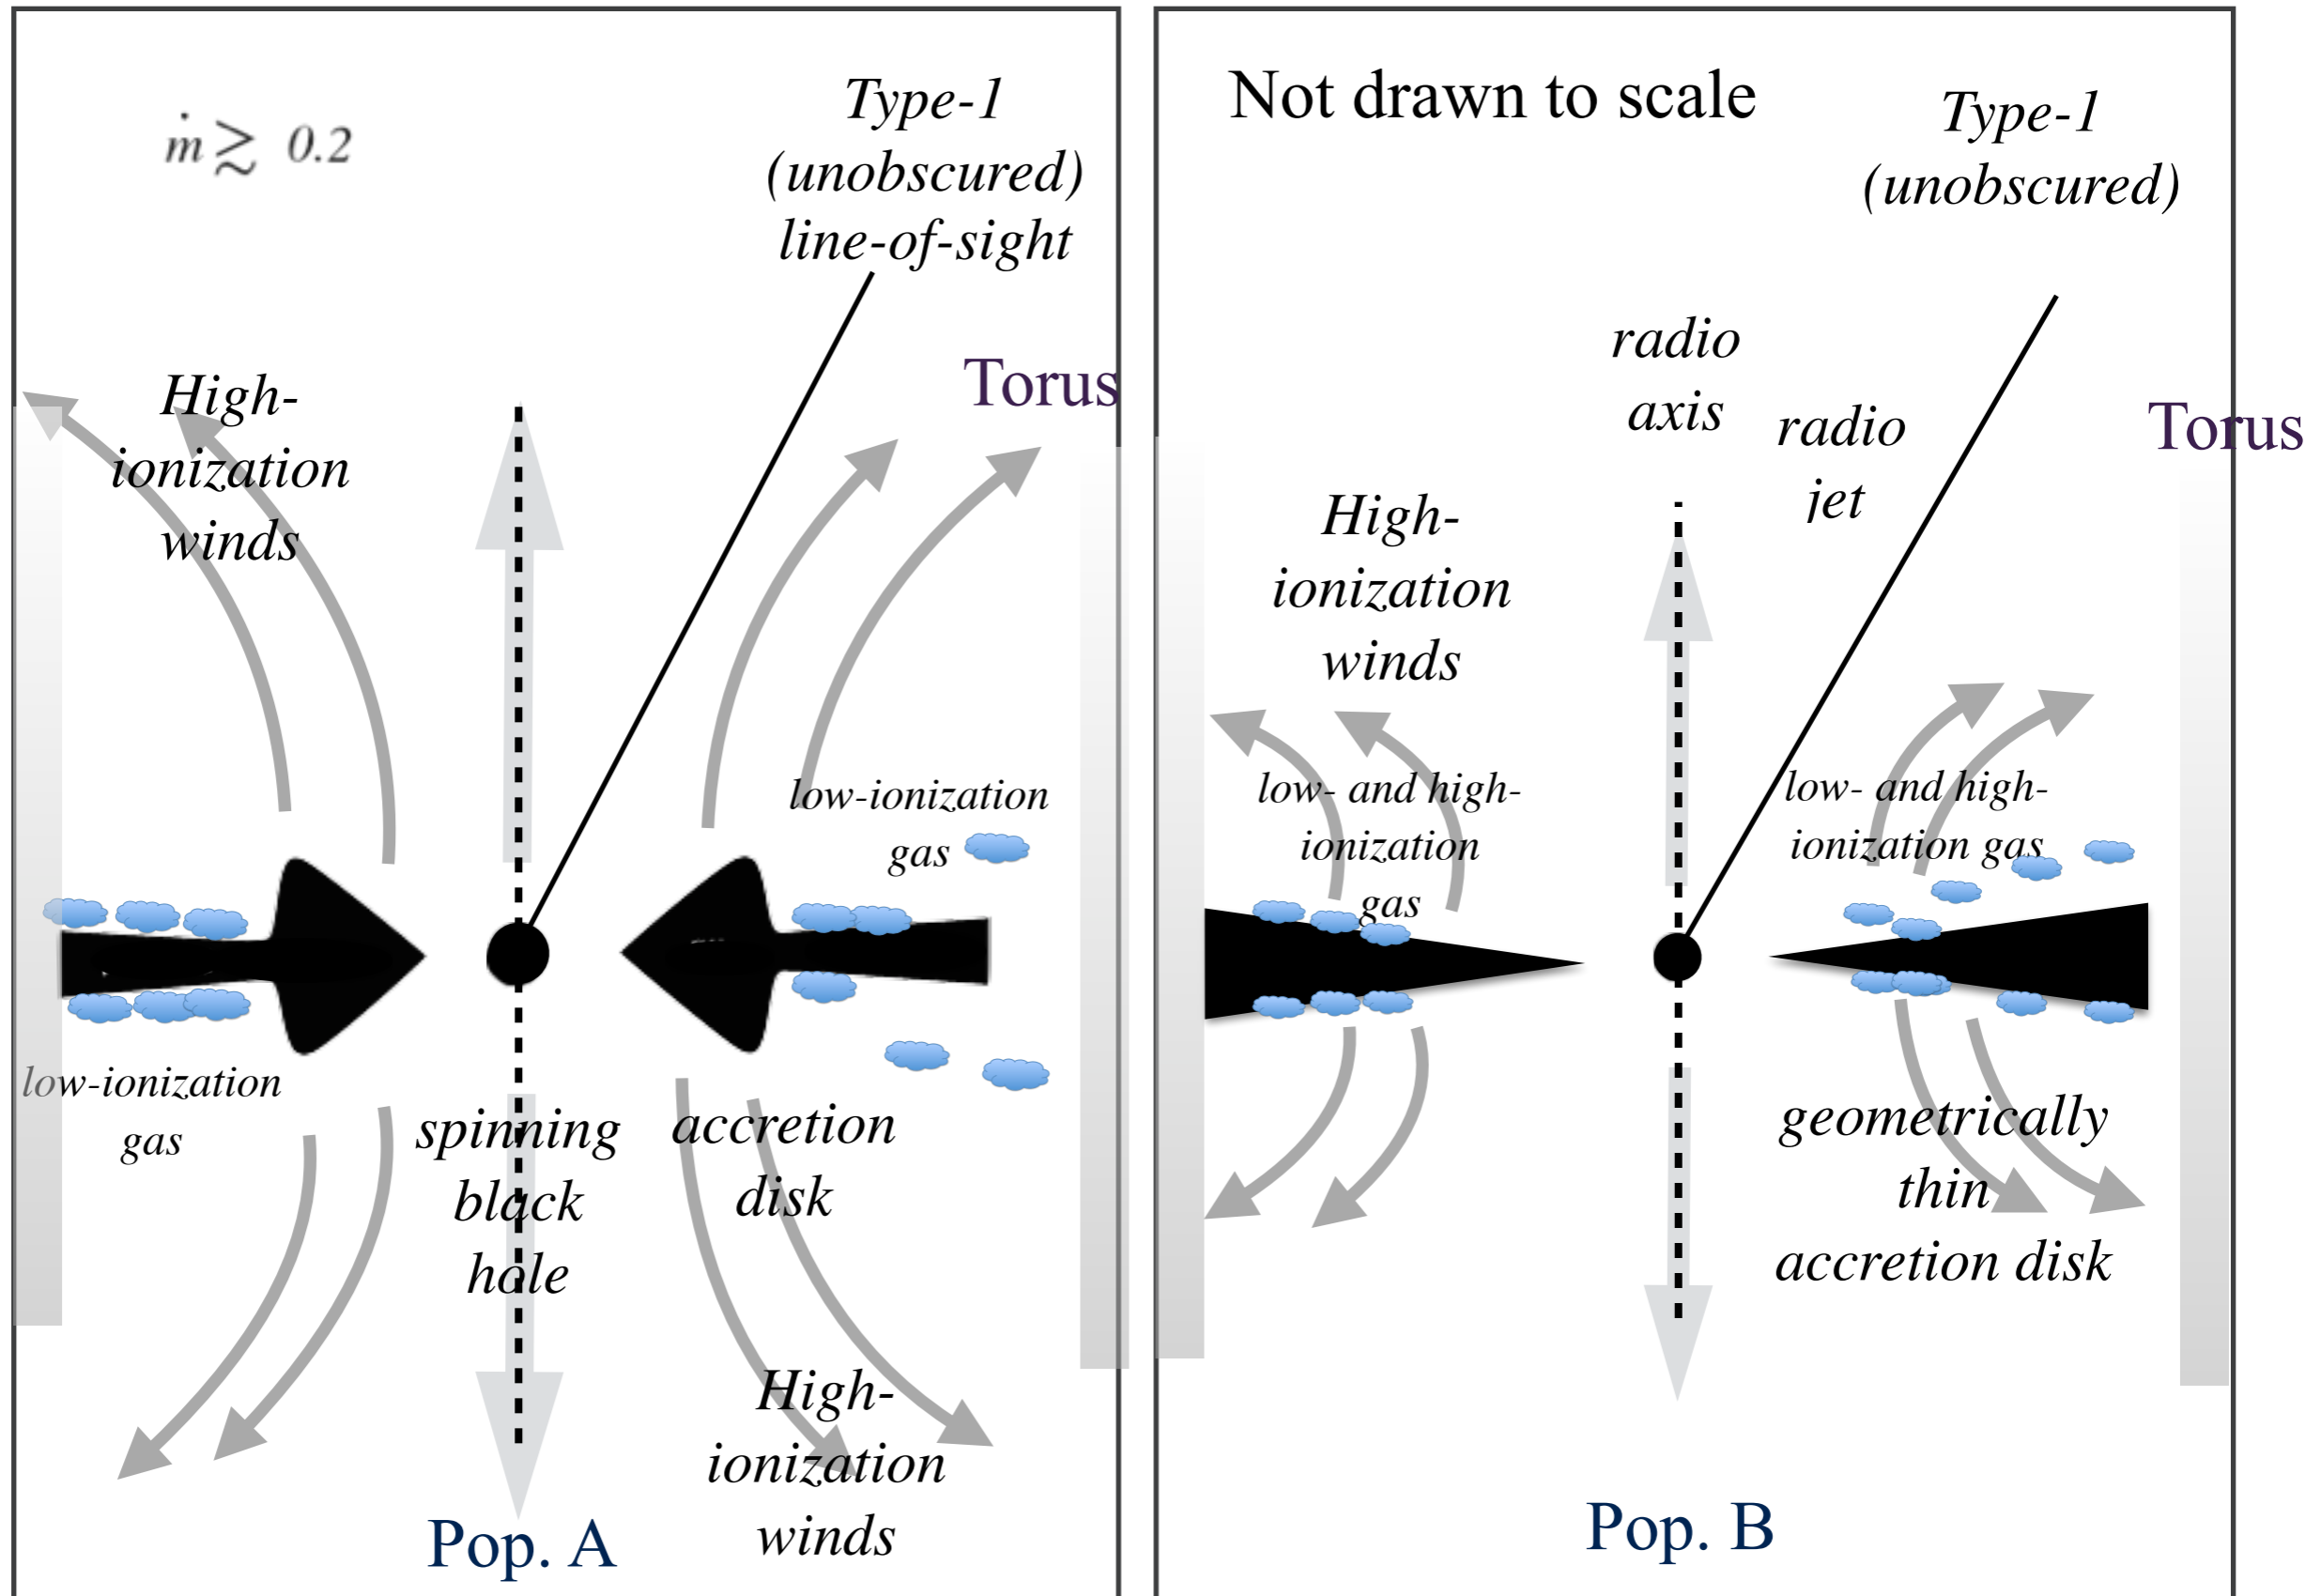 ṁ ≳ 0.2
Type-1
(unobscured)
line-of-sight
Torus
High-
ionization
winds
low-ionization
gas
low-ionization
gas
spinning
black
hole
accretion
disk
High-
ionization
winds
Pop. A
Not drawn to scale
Type-1
(unobscured)
radio
axis
radio
jet
Torus
High-
ionization
winds
low- and high-
ionization
gas
low- and high-
ionization gas
geometrically
thin
accretion disk
Pop. B